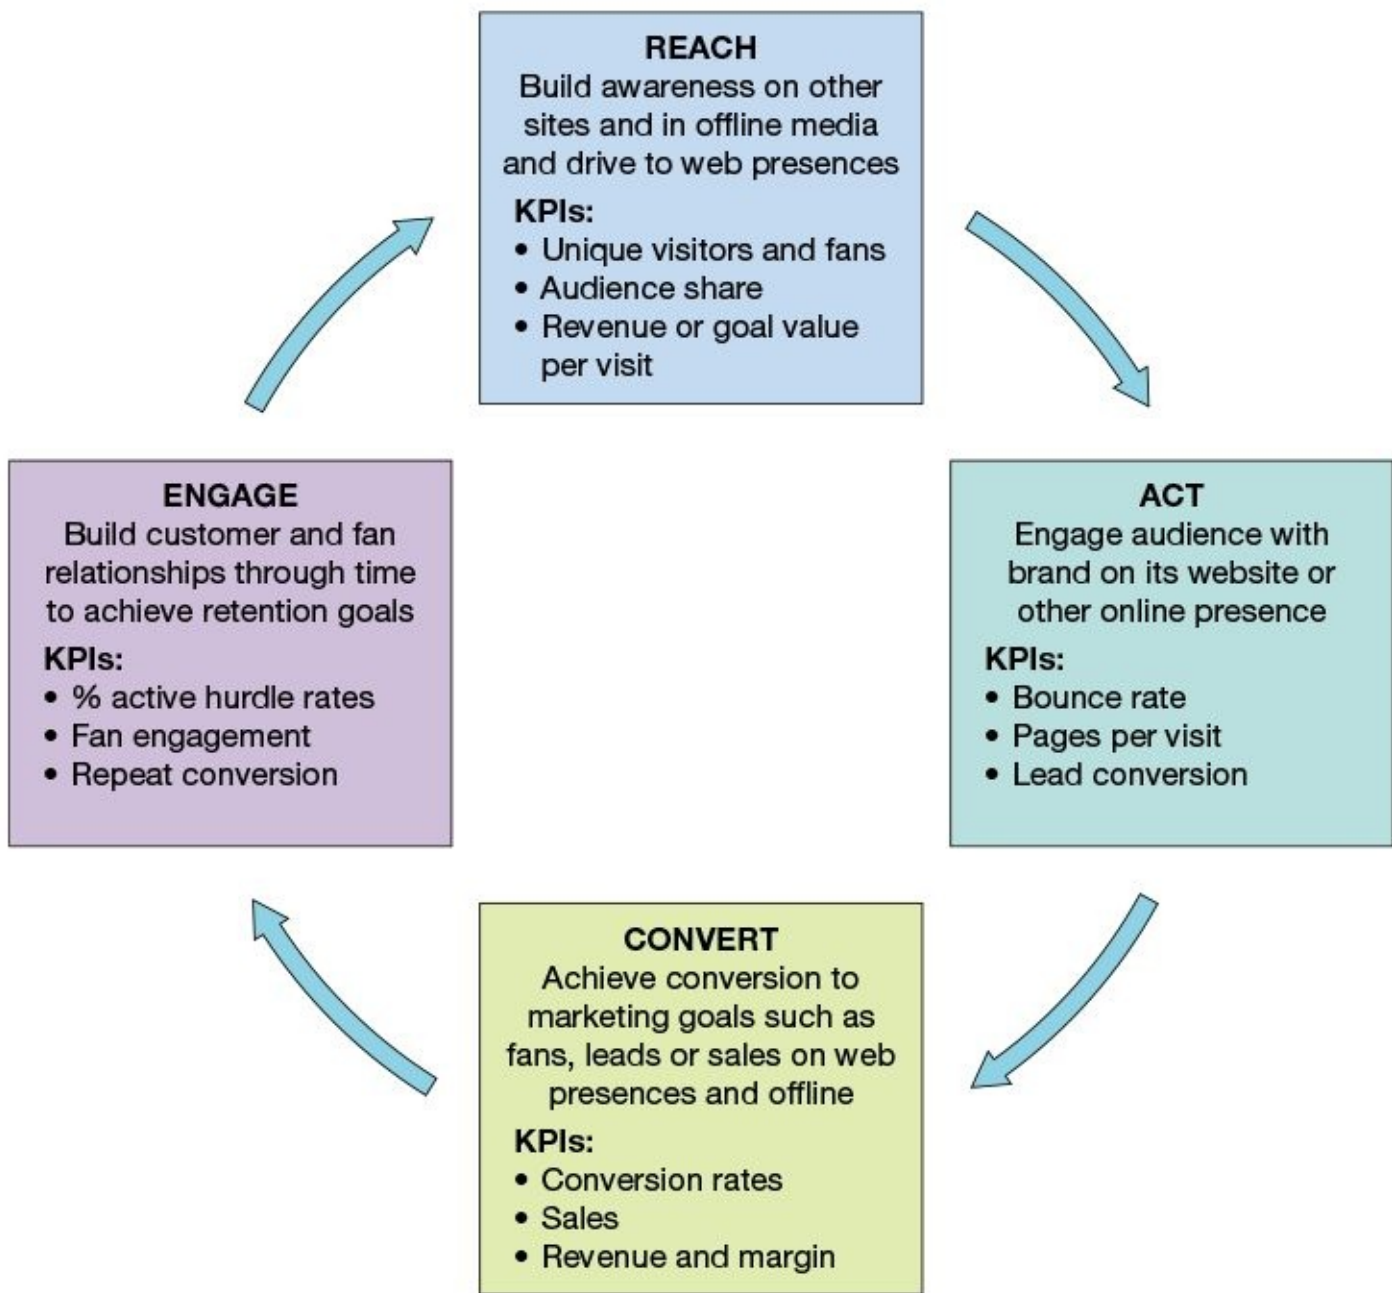 REACH
Build awareness on other
sites and in offline media
and drive to web presences
KPIs:
• Unique visitors and fans
• Audience share
• Revenue or goal value
per visit
ENGAGE
Build customer and fan
relationships through time
to achieve retention goals
KPIs:
• % active hurdle rates
• Fan engagement
• Repeat conversion
ACT
Engage audience with
brand on its website or
other online presence
KPIs:
• Bounce rate
• Pages per visit
• Lead conversion
CONVERT
Achieve conversion to
marketing goals such as
fans, leads or sales on web
presences and offline
KPIs:
• Conversion rates
• Sales
• Revenue and margin